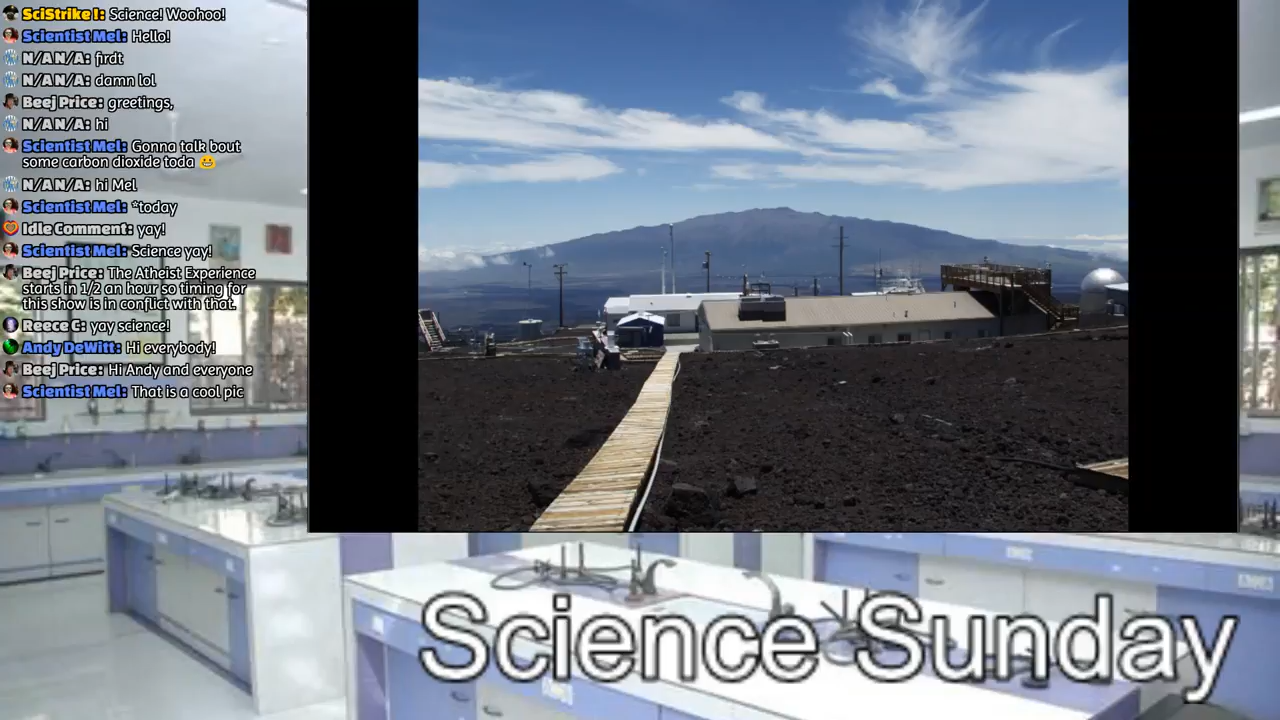 SciStrike I: Science! Woohoo!
Scientist Mel: Hello!
N/A N/A: firdt
N/A N/A: damn lol
Beej Price: greetings,
N/A N/A: hi
Scientist Mel: Gonna talk bout
some carbon dioxide toda 😀
N/A N/A: hi Mel
Scientist Mel: *today
Idle Comment: yay!
Scientist Mel: Science yay!
Beej Price: The Atheist Experience
starts in 1/2 an hour so timing for
this show is in conflict with that.
Reece C: yay science!
Andy DeWitt: Hi everybody!
Beej Price: Hi Andy and everyone
Scientist Mel: That is a cool pic
Science Sunday